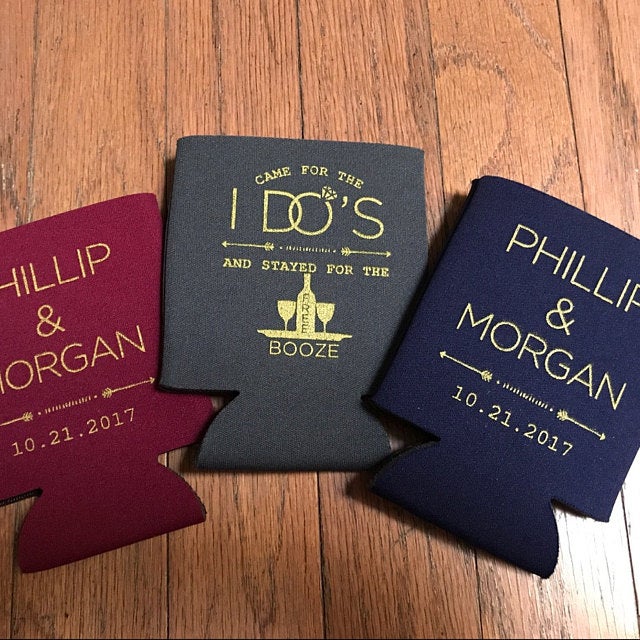 HILLIP
&
MORGAN
10.21.2017
CAME FOR THE
I DO'S
AND STAYED FOR THE
FREE
BOOZE
PHILLIP
&
MORGAN
10.21.2017